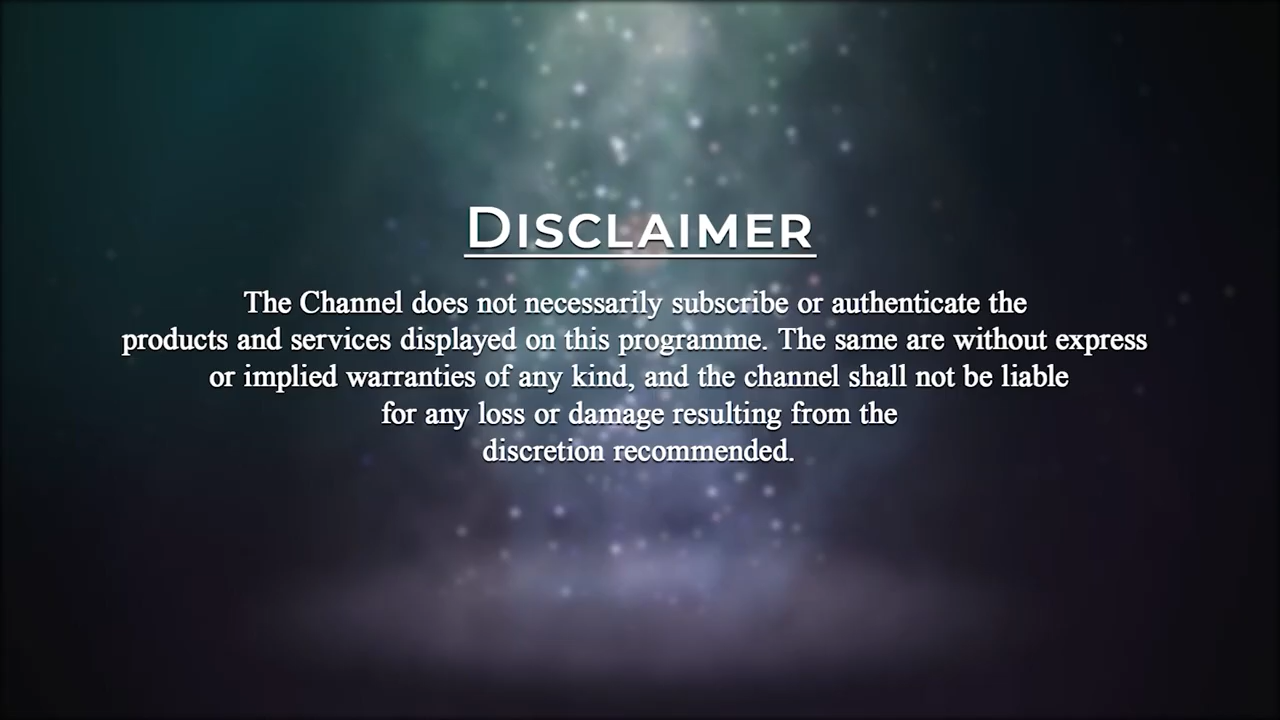 DISCLAIMER
The Channel does not necessarily subscribe or authenticate the
products and services displayed on this programme. The same are without express
or implied warranties of any kind, and the channel shall not be liable
for any loss or damage resulting from the
discretion recommended.